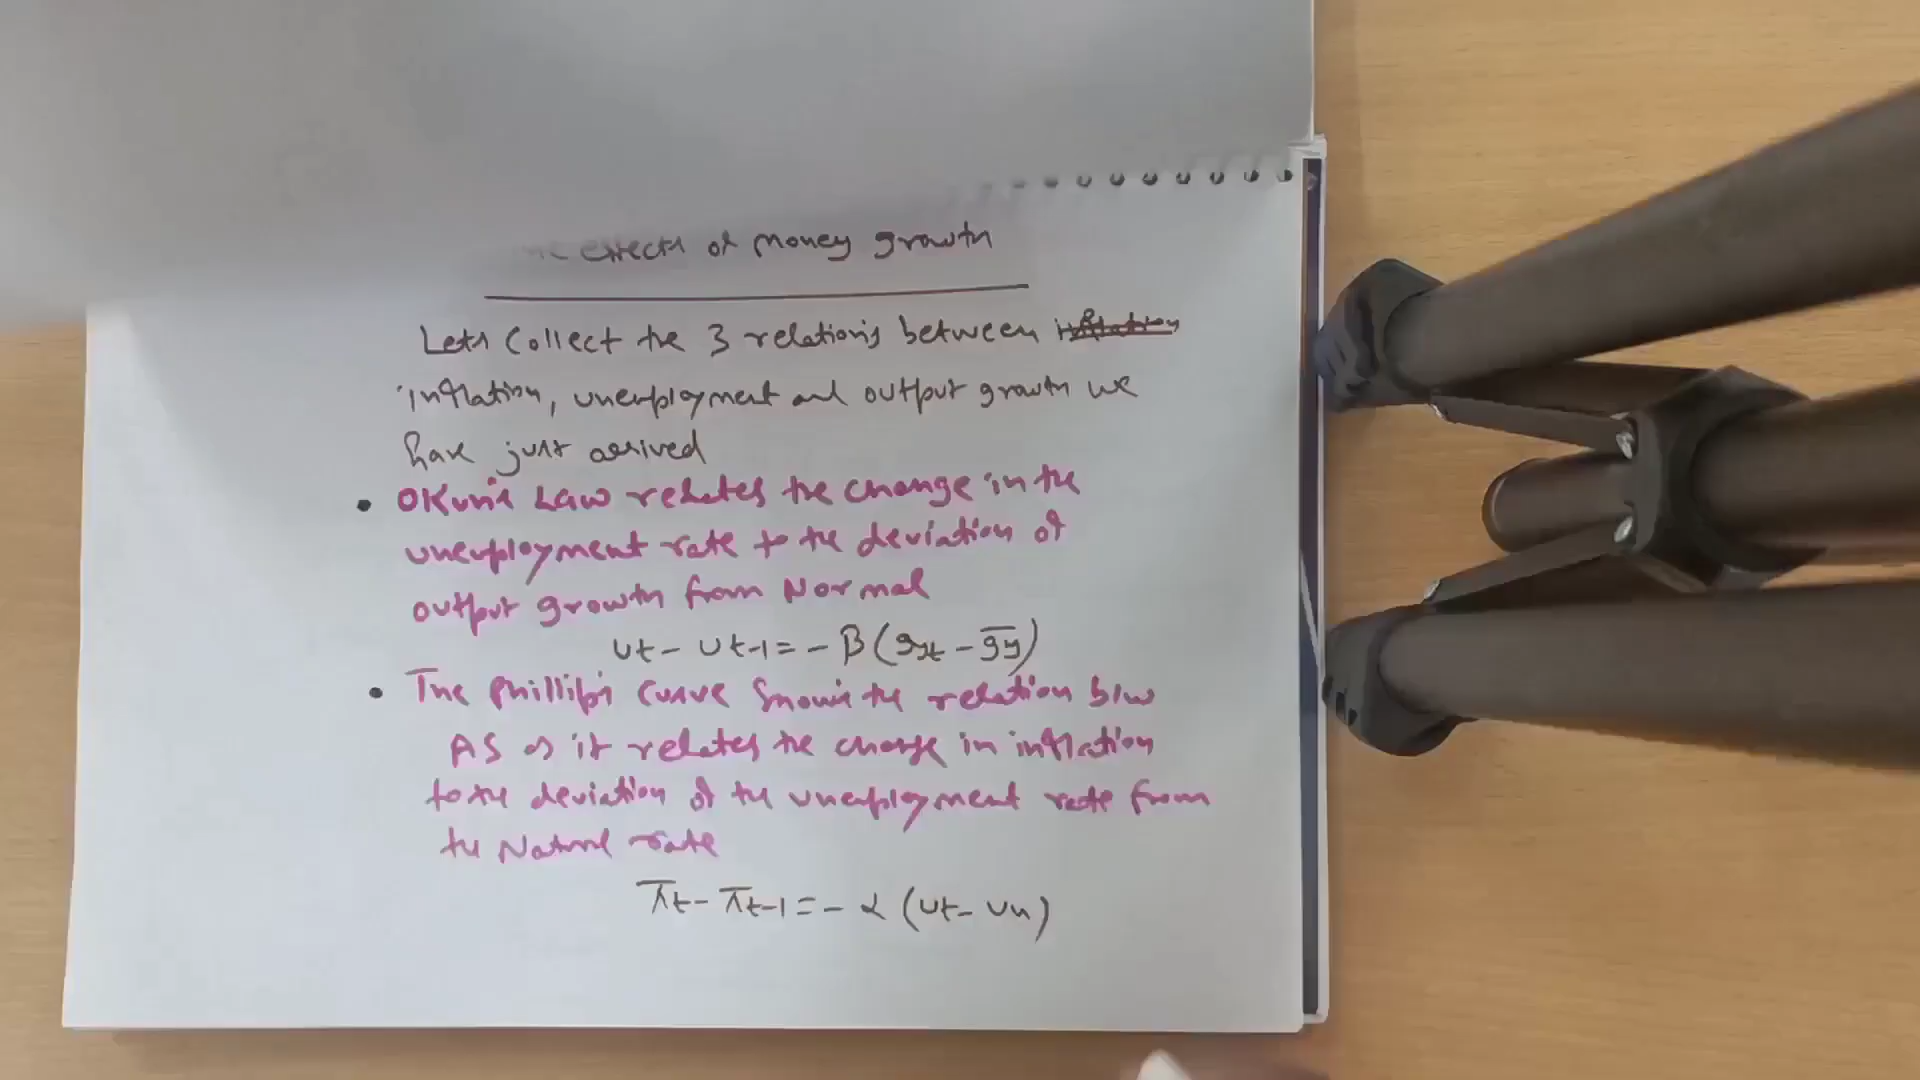 effects of money growth
Lets Collect the 3 relations between inflation
inflation, unemployment and output growth we
have just arrived
• OKun's Law relates the change in the
unemployment rate to the deviation of
output growth from Normal
ut - ut-1 = - β (gyt - g̅y̅)
• The Phillip's Curve shows the relation b/w
AS as it relates the change in inflation
to the deviation of the unemployment rate from
the Natural rate
πt - πt-1 = - α (ut - un)